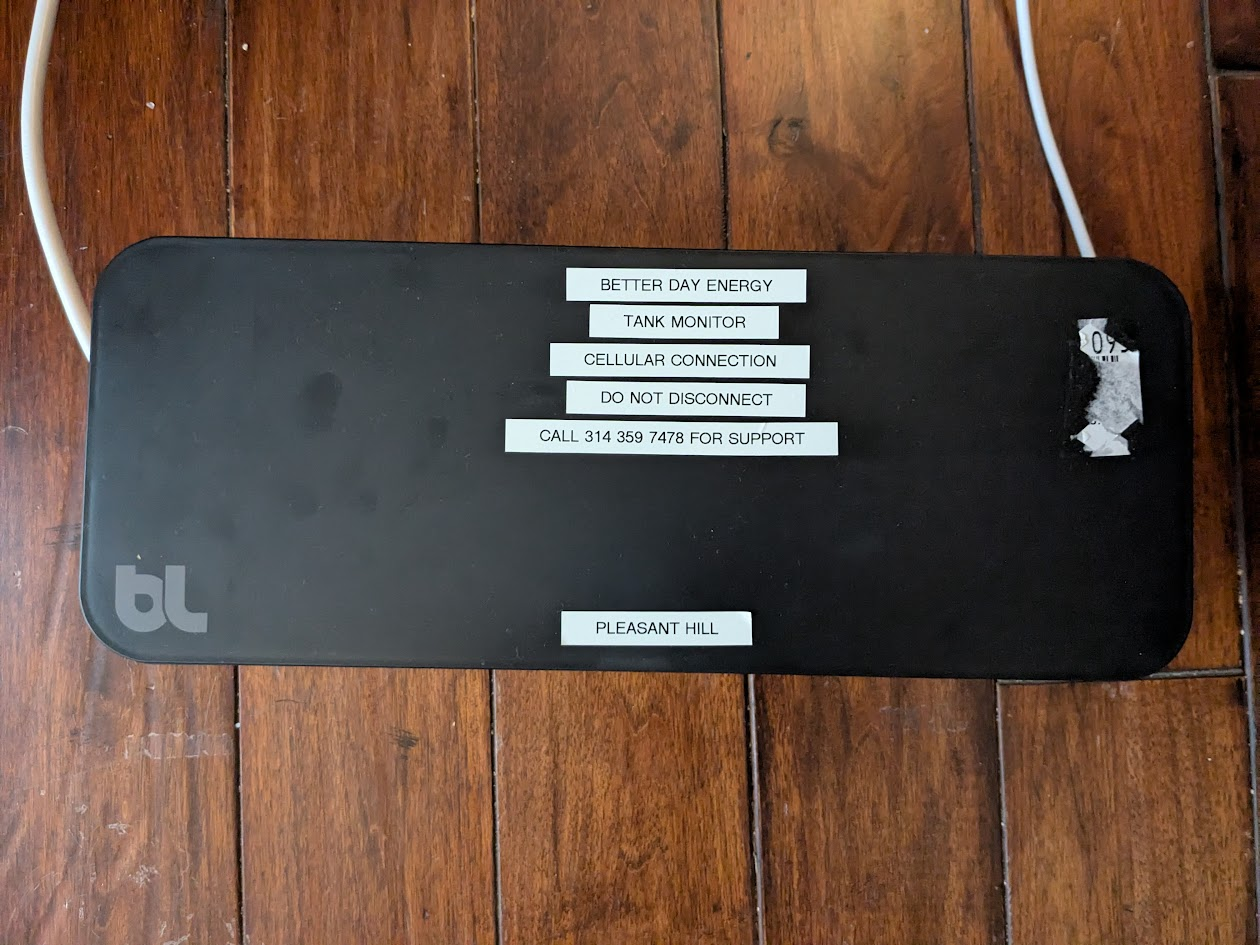 BETTER DAY ENERGY
TANK MONITOR
CELLULAR CONNECTION
DO NOT DISCONNECT
CALL 314 359 7478 FOR SUPPORT
bL
PLEASANT HILL